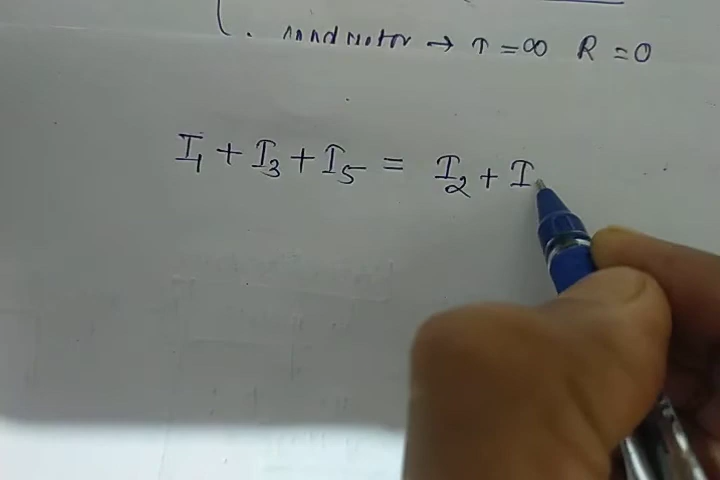 . → T = ∞ R = 0
I1 + I3 + I5 = I2 + I